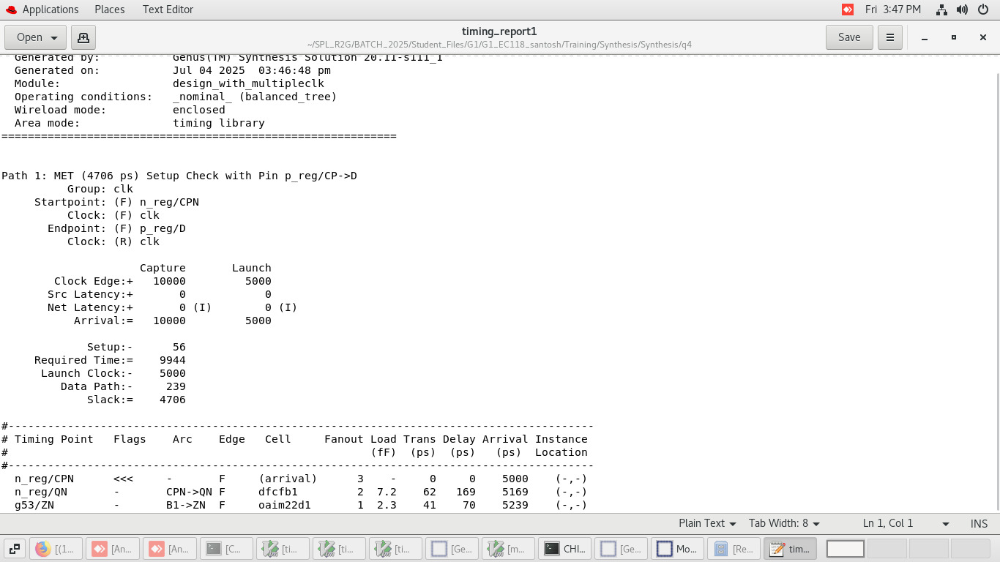 Applications Places Text Editor Fri 3:47 PM
Open timing_report1 Save
~/SPL_R2G/BATCH_2025/Student_Files/G1/G1_EC118_santosh/Training/Synthesis/Synthesis/q4
Generated by: Genus(TM) Synthesis Solution 20.11-s111_1
Generated on: Jul 04 2025 03:46:48 pm
Module: design_with_multipleclk
Operating conditions: _nominal_ (balanced_tree)
Wireload mode: enclosed
Area mode: timing library
============================================================
Path 1: MET (4706 ps) Setup Check with Pin p_reg/CP->D
Group: clk
Startpoint: (F) n_reg/CPN
Clock: (F) clk
Endpoint: (F) p_reg/D
Clock: (R) clk
Capture Launch
Clock Edge:+ 10000 5000
Src Latency:+ 0 0
Net Latency:+ 0 (I) 0 (I)
Arrival:= 10000 5000
Setup:- 56
Required Time:= 9944
Launch Clock:- 5000
Data Path:- 239
Slack:= 4706
#-----------------------------------------------------------------------------------------
# Timing Point Flags Arc Edge Cell Fanout Load Trans Delay Arrival Instance
# (fF) (ps) (ps) (ps) Location
#-----------------------------------------------------------------------------------------
n_reg/CPN <<< - F (arrival) 3 - 0 0 5000 (-,-)
n_reg/QN - CPN->QN F dfcfb1 2 7.2 62 169 5169 (-,-)
g53/ZN - B1->ZN F oaim22d1 1 2.3 41 70 5239 (-,-)
Plain Text Tab Width: 8 Ln 1, Col 1 INS
[(1... [An... [An... [C... [ti... [ti... [ti... [Ge... [m... CHI... [Ge... Mo... [Re... tim...